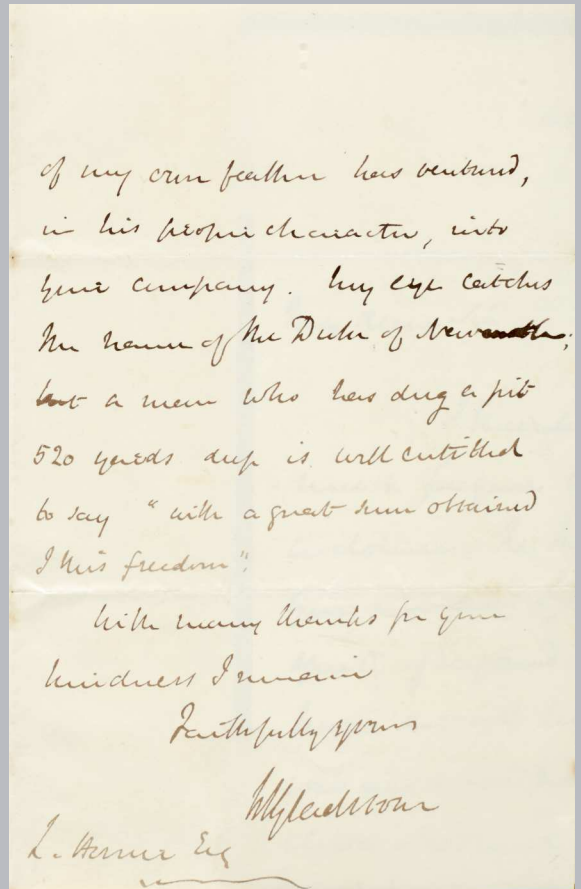 of my own feather has ventured,
in his proper character, into
your company. My eye catches
the name of the Duke of Newcastle;
but a man who has dug a pit
520 yards deep is well entitled
to say "with a great sum obtained
I this freedom".
With many thanks for your
kindness I remain
Faithfully yours
WEGladstone
L. Horner Esq